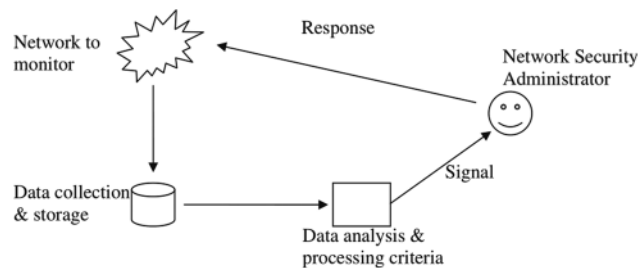 Network to
monitor
Response
Network Security
Administrator
Signal
Data collection
& storage
Data analysis &
processing criteria